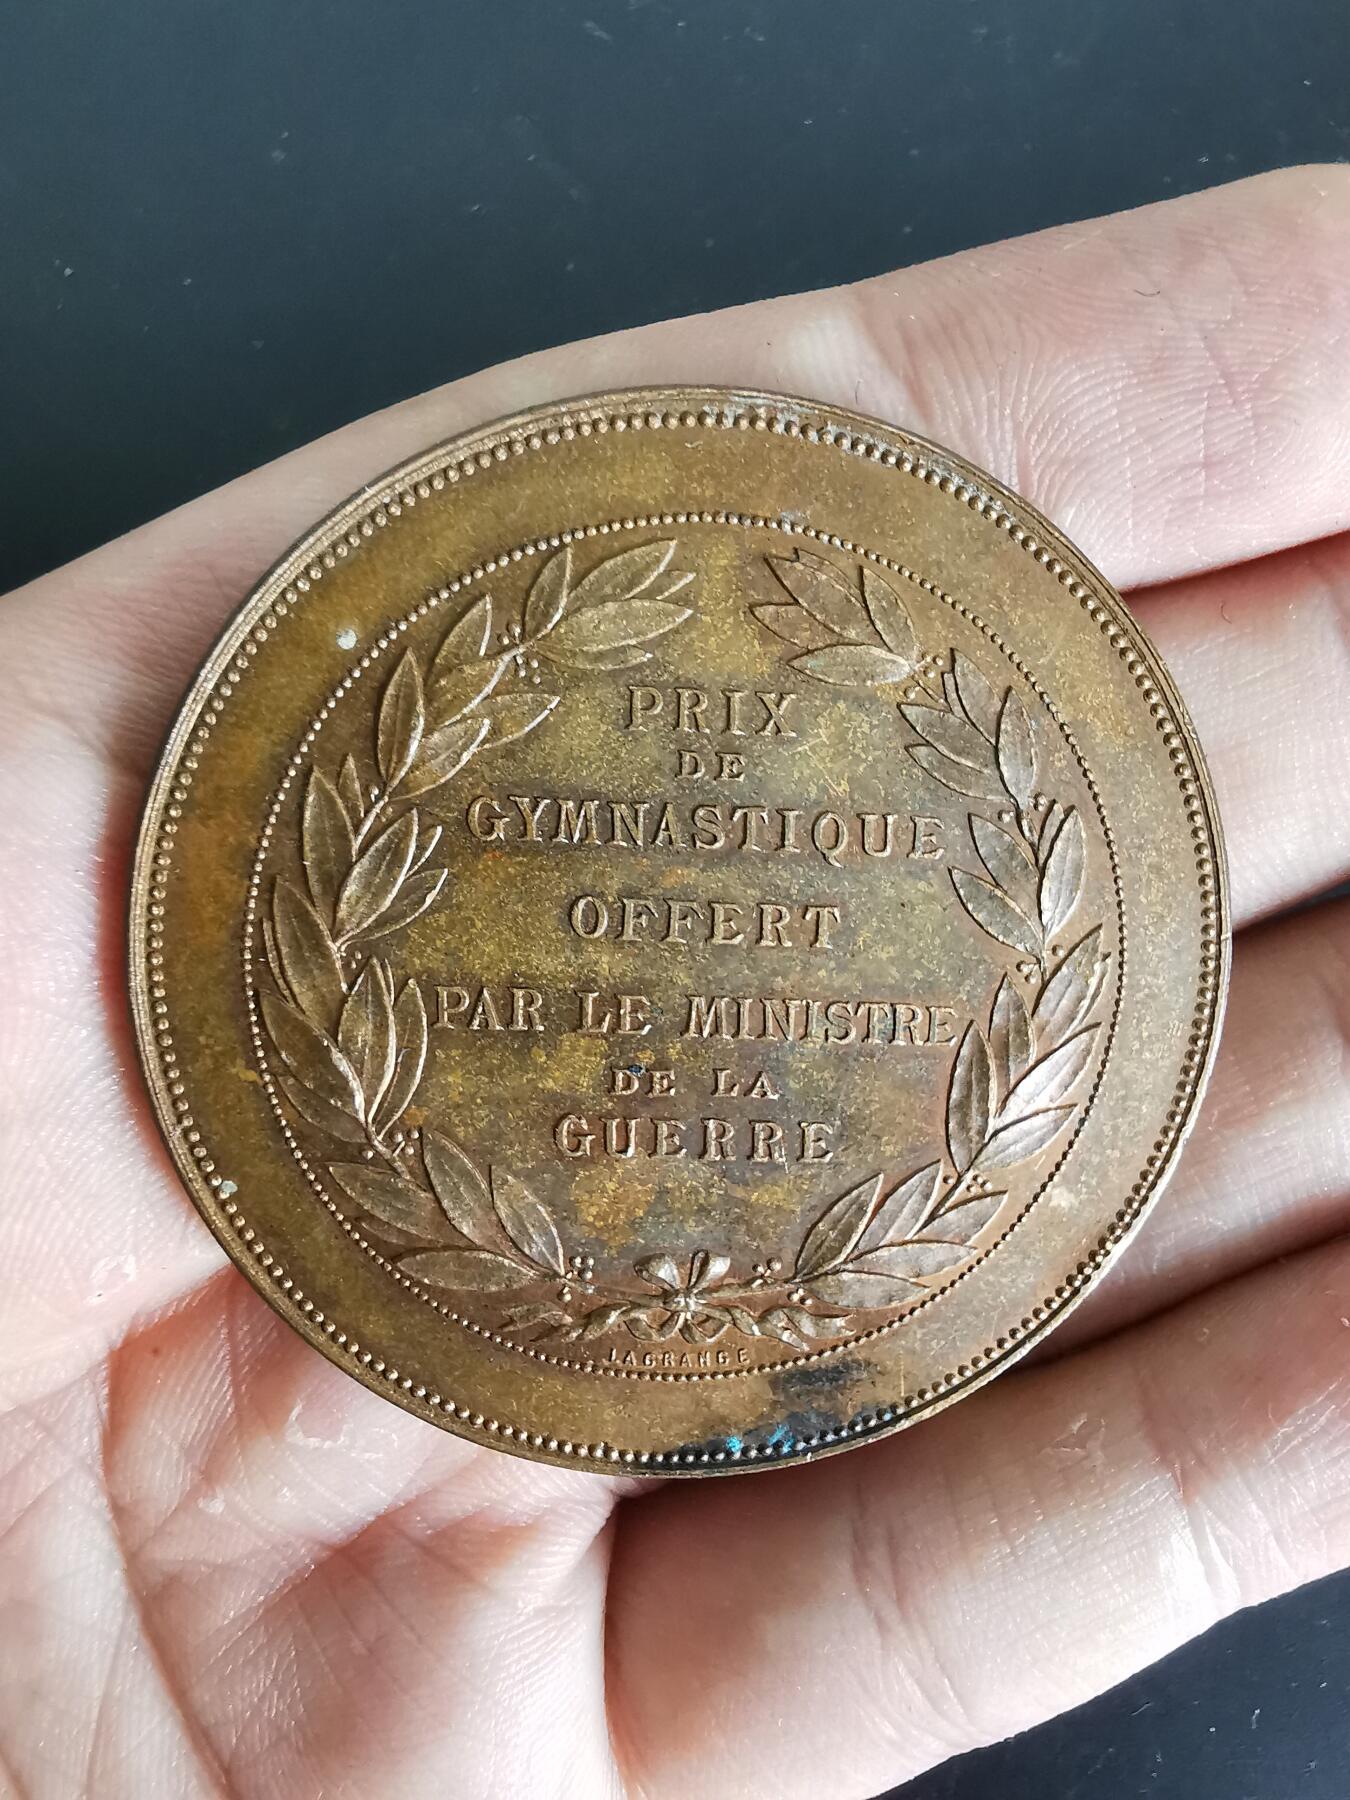 PRIX
DE
GYMNASTIQUE
OFFERT
PAR LE MINISTRE
DE LA
GUERRE
LAGRANGE